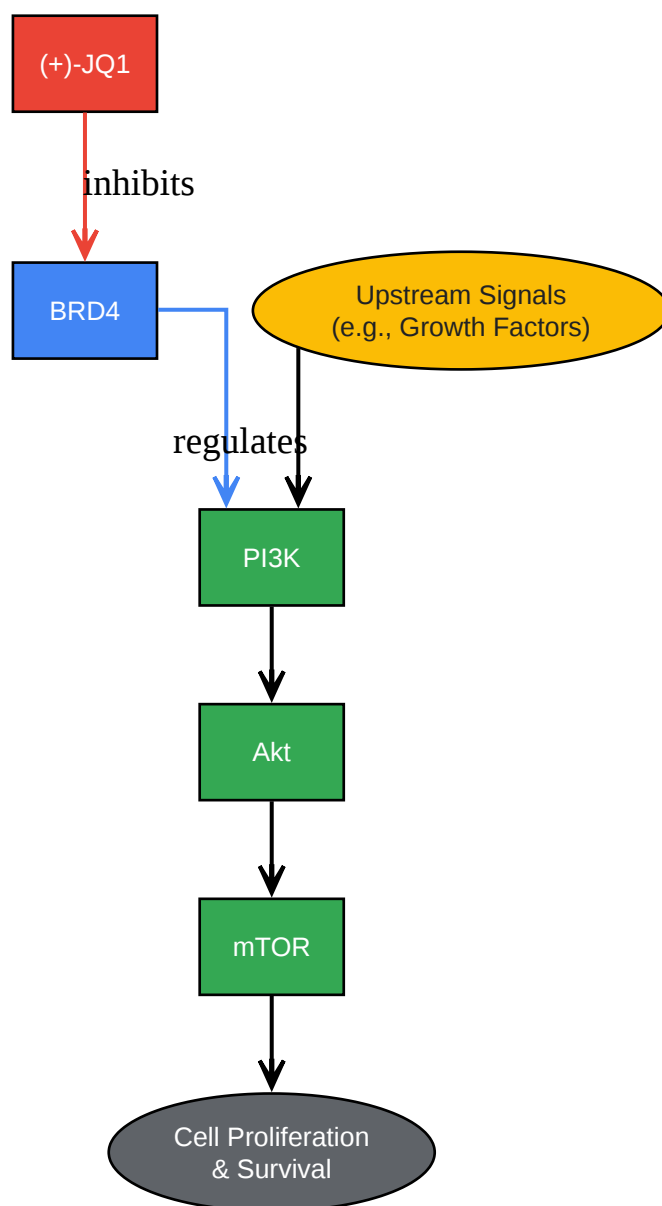 (+)-JQ1
inhibits
BRD4
Upstream Signals
(e.g., Growth Factors)
regulates
PI3K
Akt
mTOR
Cell Proliferation
& Survival